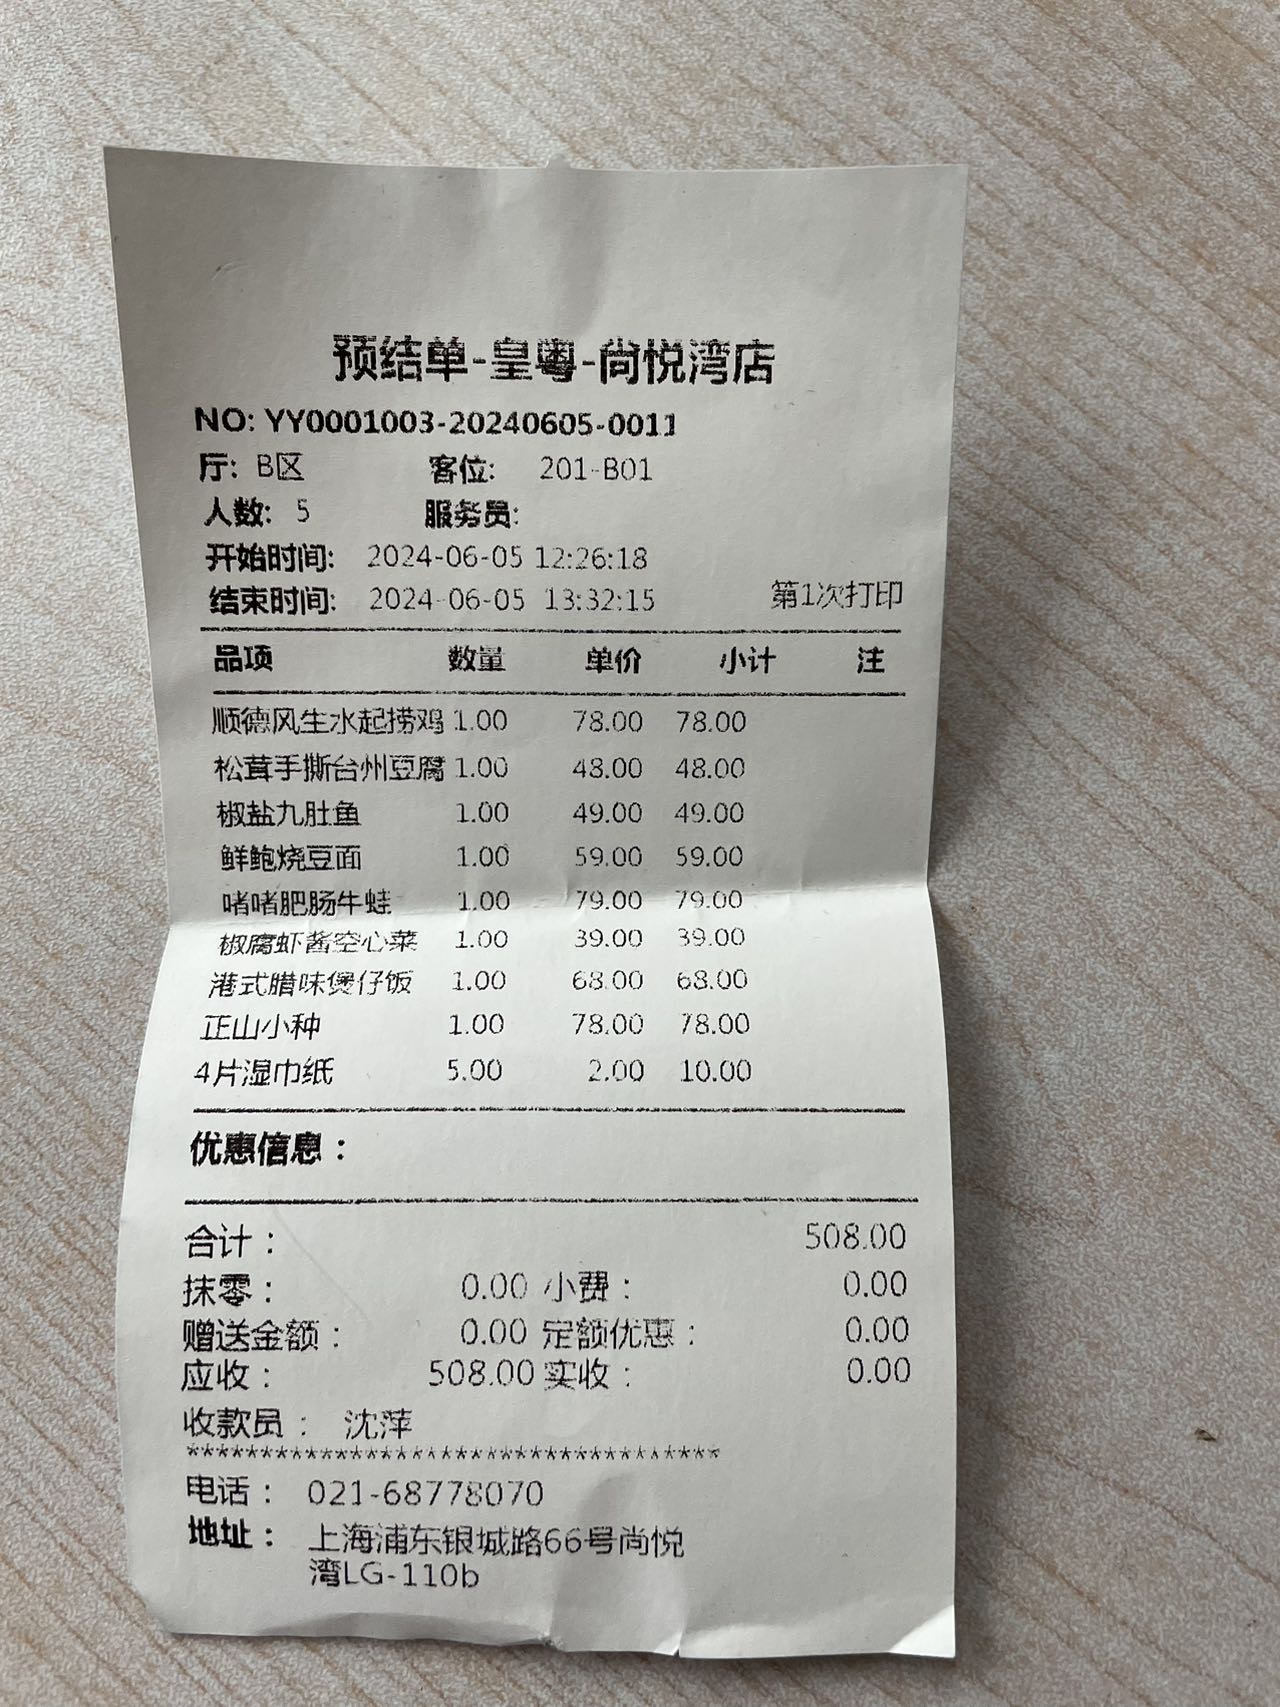 预结单-皇粤-尚悦湾店
NO: YY0001003-20240605-0011
厅: B区 客位: 201-B01
人数: 5 服务员:
开始时间: 2024-06-05 12:26:18
结束时间: 2024-06-05 13:32:15 第1次打印
品项 数量 单价 小计 注
顺德风生水起捞鸡 1.00 78.00 78.00
松茸手撕台州豆腐 1.00 48.00 48.00
椒盐九肚鱼 1.00 49.00 49.00
鲜鲍烧豆面 1.00 59.00 59.00
啫啫肥肠牛蛙 1.00 79.00 79.00
椒腐虾酱空心菜 1.00 39.00 39.00
港式腊味煲仔饭 1.00 68.00 68.00
正山小种 1.00 78.00 78.00
4片湿巾纸 5.00 2.00 10.00
优惠信息：
合计： 508.00
抹零： 0.00 小费： 0.00
赠送金额： 0.00 定额优惠： 0.00
应收： 508.00 实收： 0.00
收款员： 沈萍
************************************
电话： 021-68778070
地址： 上海浦东银城路66号尚悦
湾LG-110b